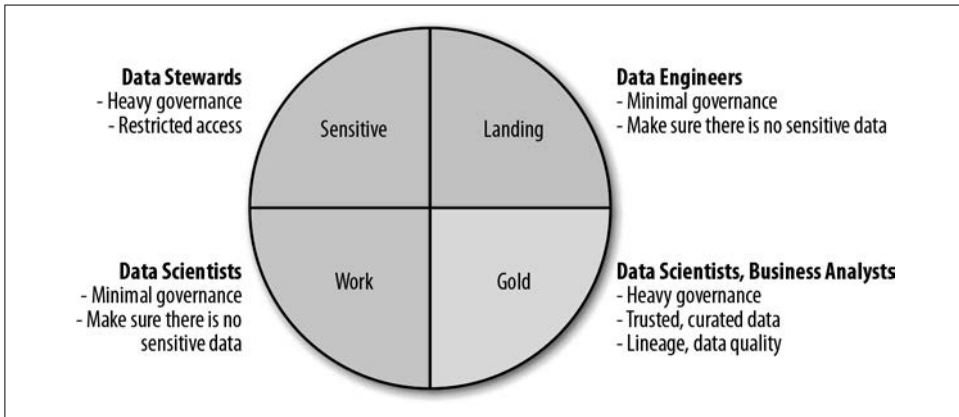 Data Stewards
- Heavy governance
- Restricted access
Sensitive
Landing
Data Engineers
- Minimal governance
- Make sure there is no sensitive data
Data Scientists
- Minimal governance
- Make sure there is no
sensitive data
Work
Gold
Data Scientists, Business Analysts
- Heavy governance
- Trusted, curated data
- Lineage, data quality